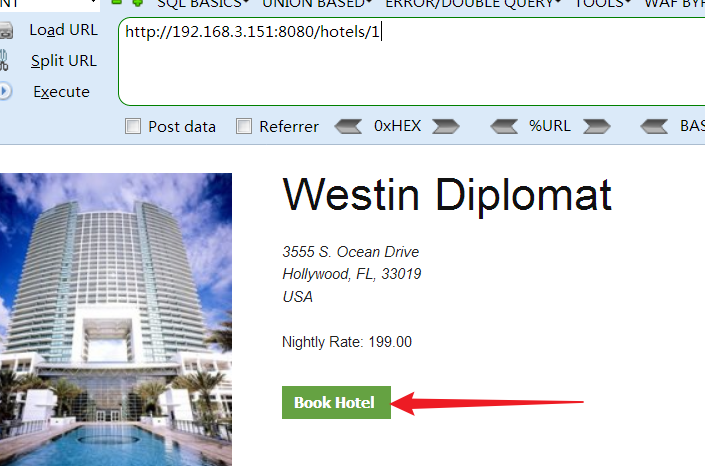 SQL BASICS UNION BASED ERROR/DOUBLE QUERY TOOLS WAF BYP
Load URL
http://192.168.3.151:8080/hotels/1
Split URL
Execute
Post data Referrer 0xHEX %URL BAS
Westin Diplomat
3555 S. Ocean Drive
Hollywood, FL, 33019
USA
Nightly Rate: 199.00
Book Hotel